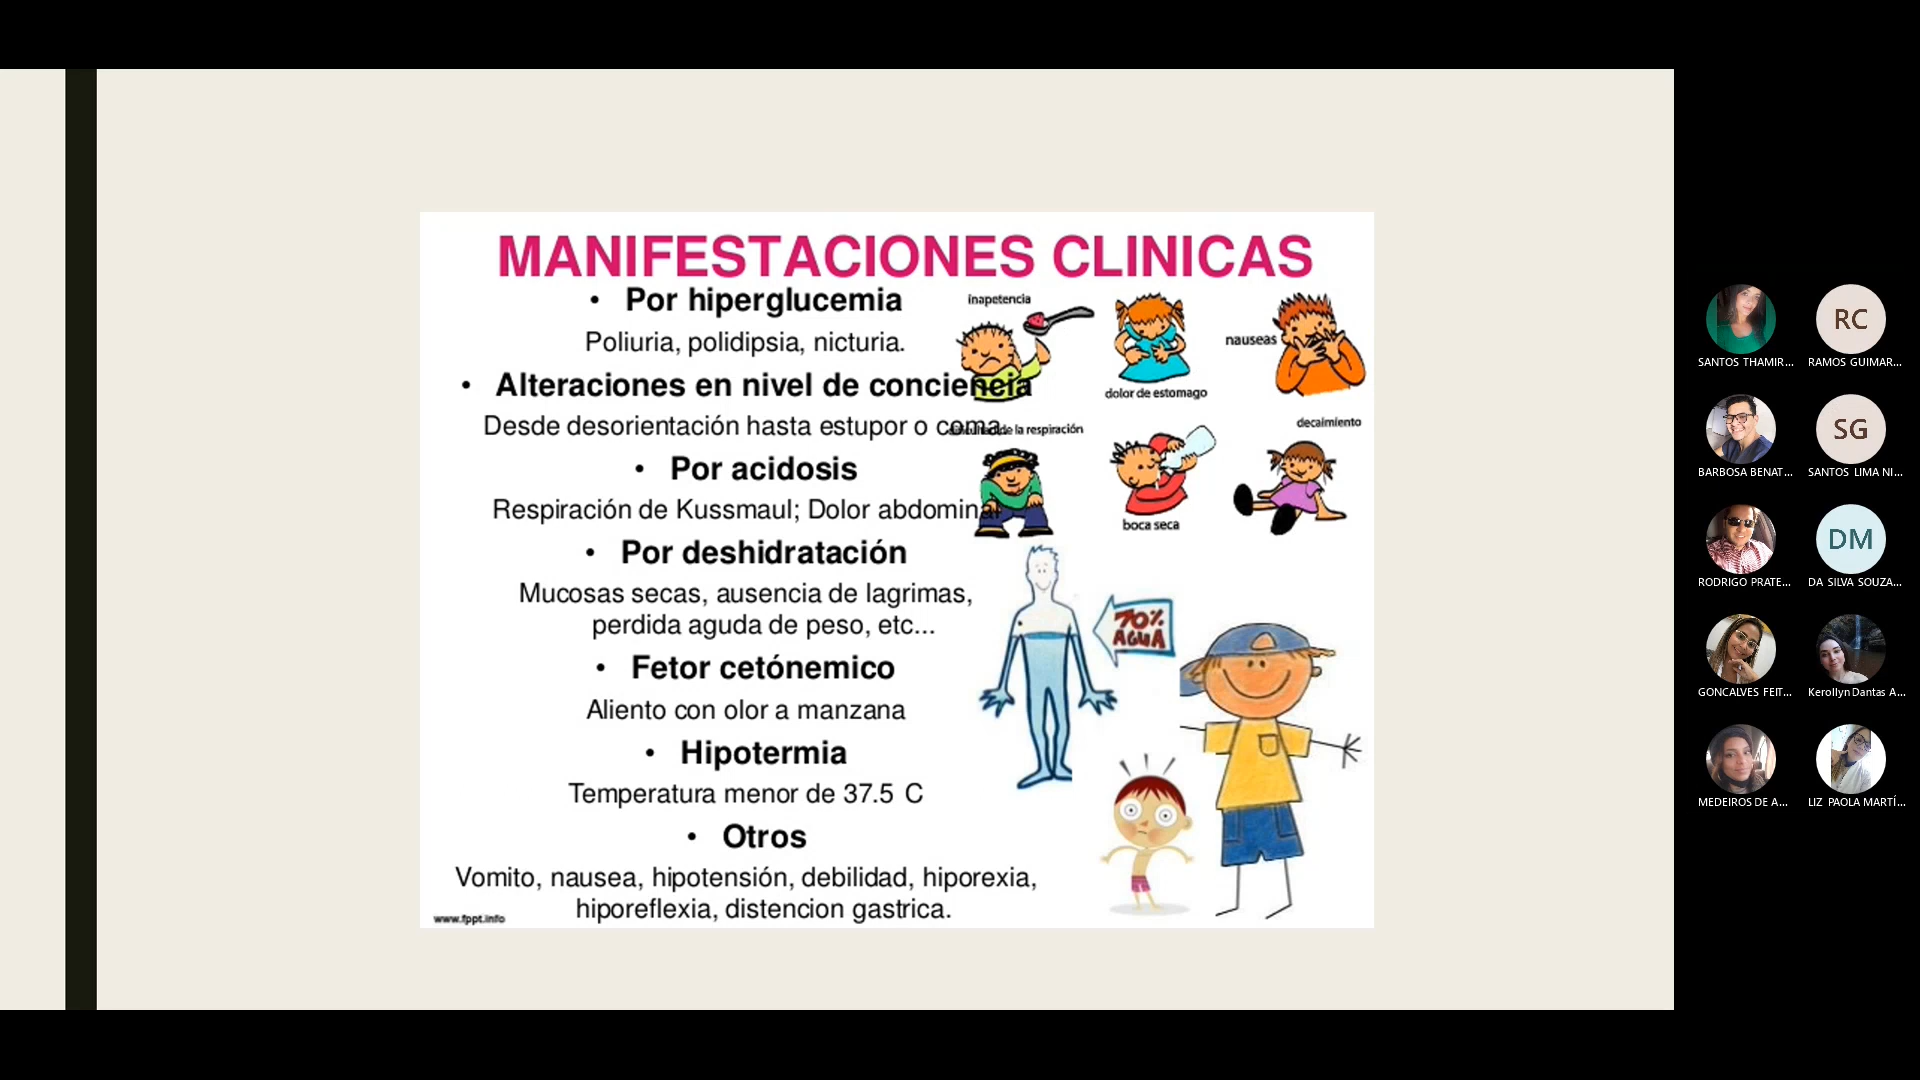 MANIFESTACIONES CLINICAS
• Por hiperglucemia
Poliuria, polidipsia, nicturia.
• Alteraciones en nivel de conciencia
Desde desorientación hasta estupor o coma
• Por acidosis
Respiración de Kussmaul; Dolor abdominal
• Por deshidratación
Mucosas secas, ausencia de lagrimas,
perdida aguda de peso, etc...
• Fetor cetónemico
Aliento con olor a manzana
• Hipotermia
Temperatura menor de 37.5 C
• Otros
Vomito, nausea, hipotensión, debilidad, hiporexia,
hiporeflexia, distencion gastrica.
www.fppt.info
inapetencia
dolor de estomago
nauseas
de la respiración
boca seca
decaimiento
70%
AGUA
SANTOS THAMIR...
RC
RAMOS GUIMAR...
BARBOSA BENAT...
SG
SANTOS LIMA NI...
RODRIGO PRATE...
DM
DA SILVA SOUZA...
GONCALVES FEIT...
Kerollyn Dantas A...
MEDEIROS DE A...
LIZ PAOLA MARTÍ...